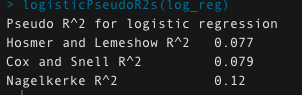 > logisticPseudoR2s(log_reg)
Pseudo R^2 for logistic regression
Hosmer and Lemeshow R^2 0.077
Cox and Snell R^2 0.079
Nagelkerke R^2 0.12